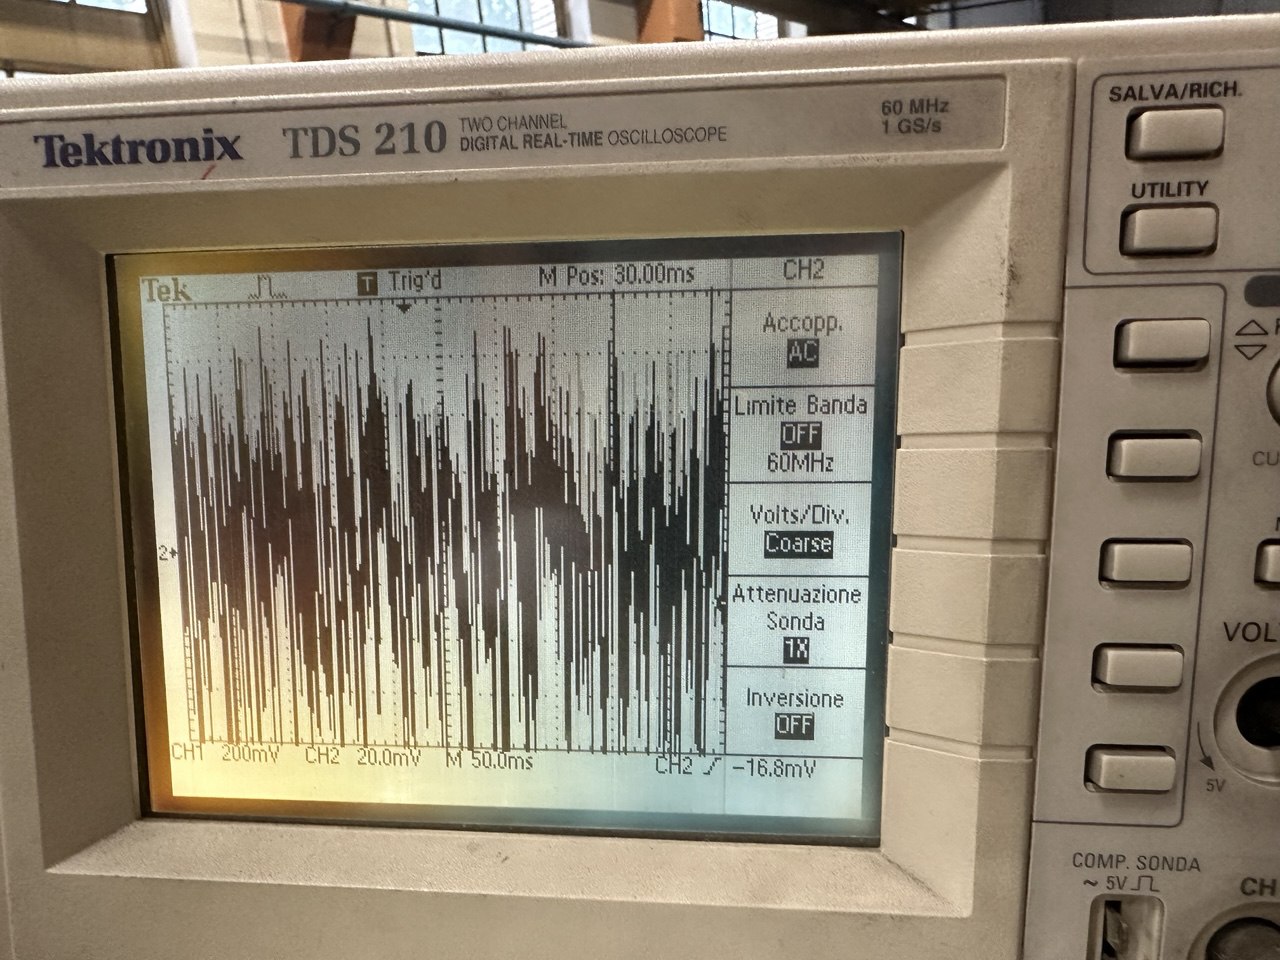 Tektronix TDS 210 TWO CHANNEL
DIGITAL REAL-TIME OSCILLOSCOPE
60 MHz
1 GS/s
SALVA/RICH.
UTILITY
Tek T Trig'd M Pos: 30.00ms CH2
Accopp.
AC
Limite Banda
OFF
60MHz
Volts/Div.
Coarse
2
Attenuazione
Sonda
1X
Inversione
OFF
CH1 200mV CH2 20.0mV M 50.0ms CH2 -16.8mV
VOL
5V
COMP. SONDA
~ 5V
CH